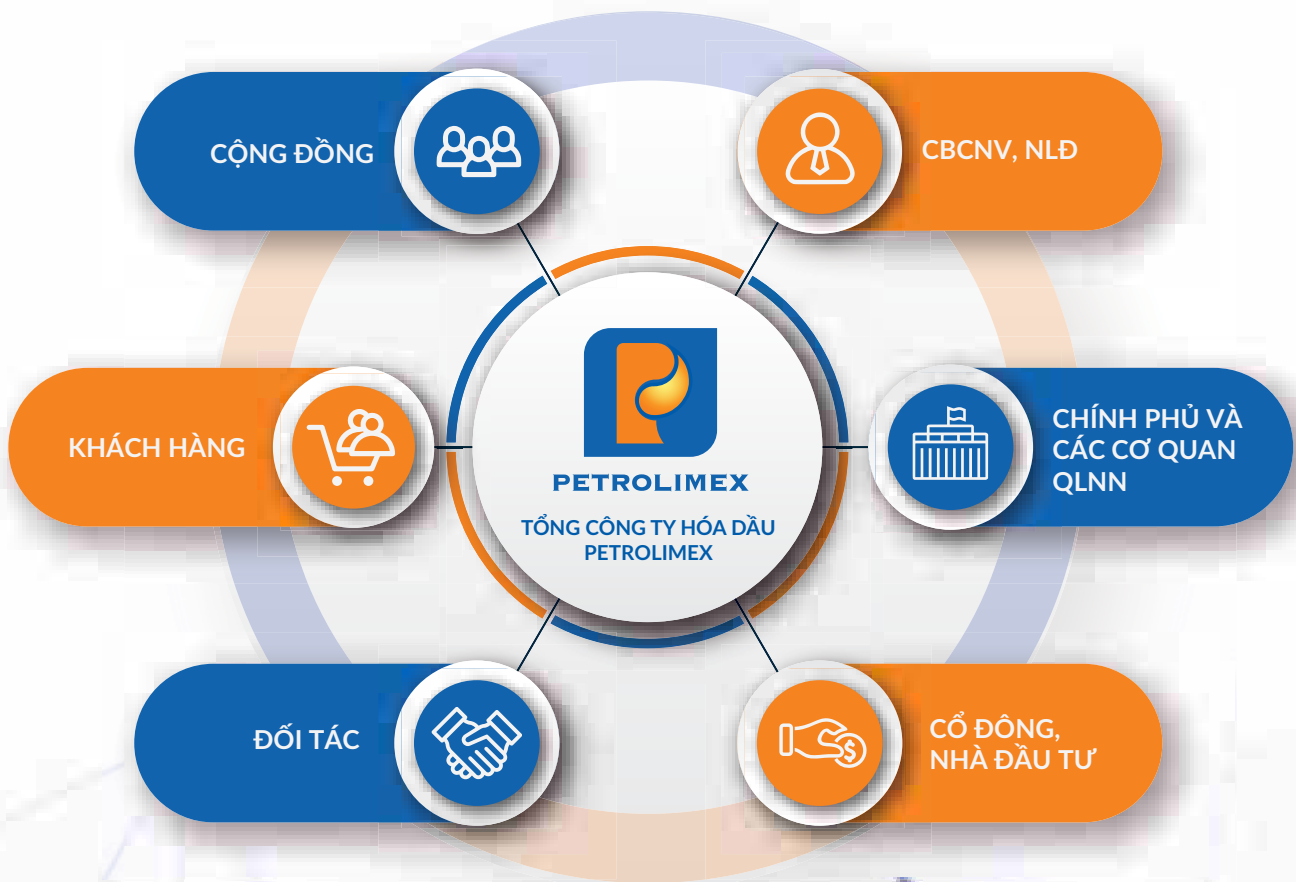 CỘNG ĐỒNG
CBCNV, NLĐ
KHÁCH HÀNG
PETROLIMEX
TỔNG CÔNG TY HÓA DẦU
PETROLIMEX
CHÍNH PHỦ VÀ
CÁC CƠ QUAN
QLNN
ĐỐI TÁC
CỔ ĐÔNG,
NHÀ ĐẦU TƯ